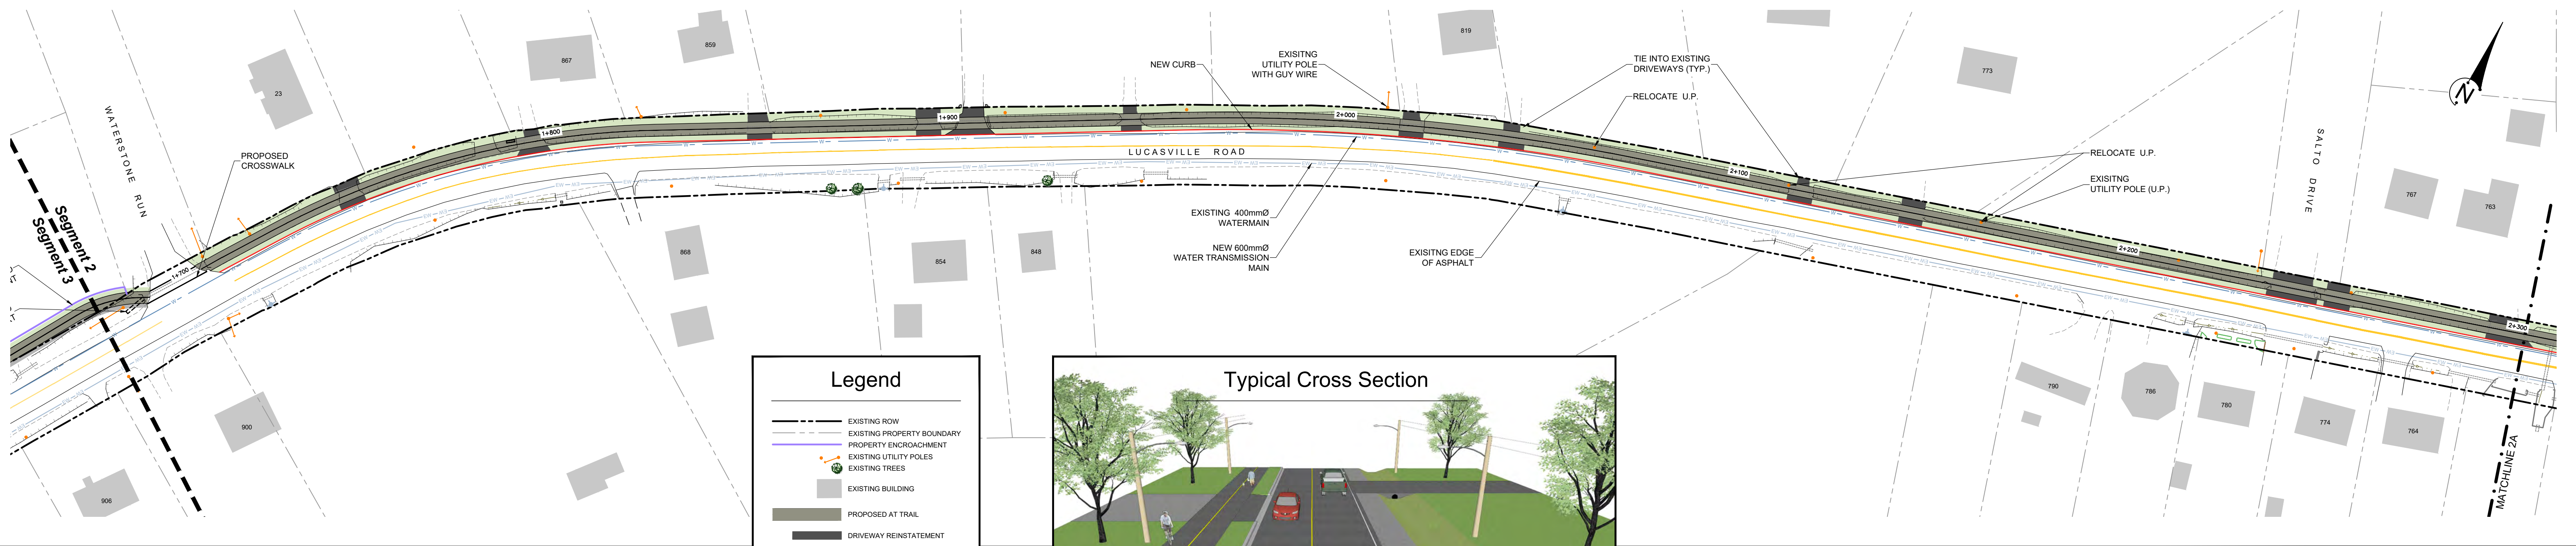 23
867
859
819
773
767
763
WATERSTONE RUN
SALTO DRIVE
PROPOSED
CROSSWALK
NEW CURB
EXISITNG
UTILITY POLE
WITH GUY WIRE
TIE INTO EXISTING
DRIVEWAYS (TYP.)
RELOCATE U.P.
RELOCATE U.P.
EXISITNG
UTILITY POLE (U.P.)
N
1+700
1+800
1+900
2+000
2+100
2+200
2+300
LUCASVILLE ROAD
Segment 2
Segment 3
EXISTING 400mmØ
WATERMAIN
NEW 600mmØ
WATER TRANSMISSION
MAIN
EXISITNG EDGE
OF ASPHALT
868
854
848
900
906
790
786
780
774
764
MATCHLINE 2A
Legend
EXISTING ROW
EXISTING PROPERTY BOUNDARY
PROPERTY ENCROACHMENT
EXISTING UTILITY POLES
EXISTING TREES
EXISTING BUILDING
PROPOSED AT TRAIL
DRIVEWAY REINSTATEMENT
Typical Cross Section